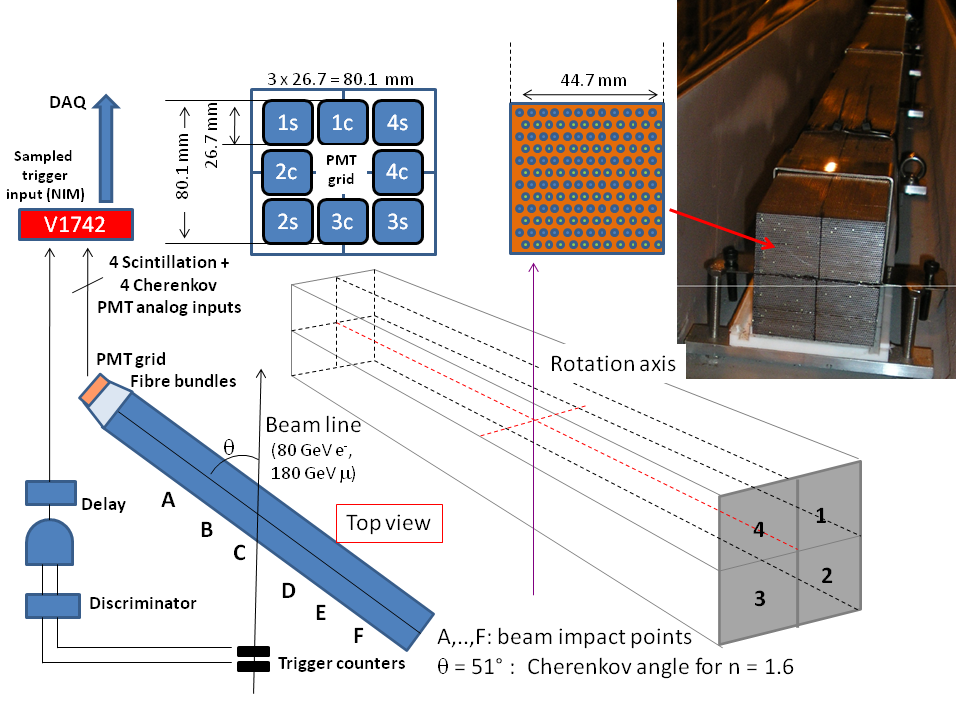 3 x 26.7 = 80.1 mm
44.7 mm
DAQ
80.1 mm
26.7 mm
1s
1c
4s
2c
PMT
grid
4c
2s
3c
3s
Sampled
trigger
input (NIM)
V1742
4 Scintillation +
4 Cherenkov
PMT analog inputs
PMT grid
Fibre bundles
Rotation axis
Beam line
(80 GeV e-,
180 GeV μ)
θ
A
B
C
D
E
F
Top view
Delay
Discriminator
Trigger counters
4
1
3
2
A,..,F: beam impact points
θ = 51° : Cherenkov angle for n = 1.6